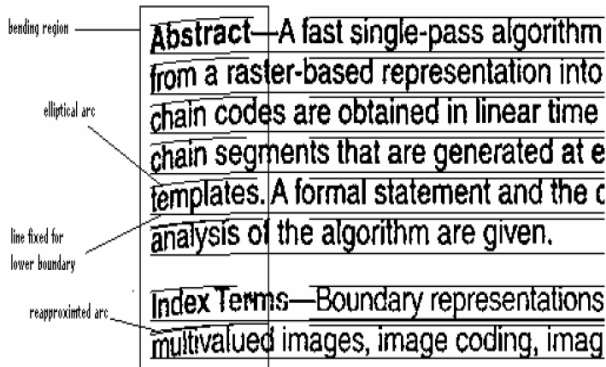 bending region
Abstract—A fast single-pass algorithm
from a raster-based representation into
elliptical arc
chain codes are obtained in linear time
chain segments that are generated at e
templates. A formal statement and the c
line fixed for
lower boundary
analysis of the algorithm are given.
reapproximted arc
Index Terms—Boundary representations
multivalued images, image coding, imag